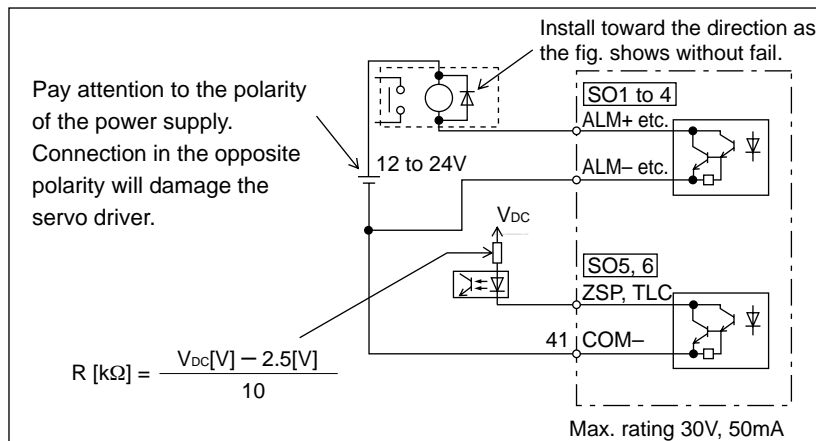 Install toward the direction as
the fig. shows without fail.
Pay attention to the polarity
of the power supply.
Connection in the opposite
polarity will damage the
servo driver.
SO1 to 4
ALM+ etc.
12 to 24V
ALM– etc.
VDC
SO5, 6
ZSP, TLC
41 COM–
R [kΩ] = VDC[V] – 2.5[V]
10
Max. rating 30V, 50mA